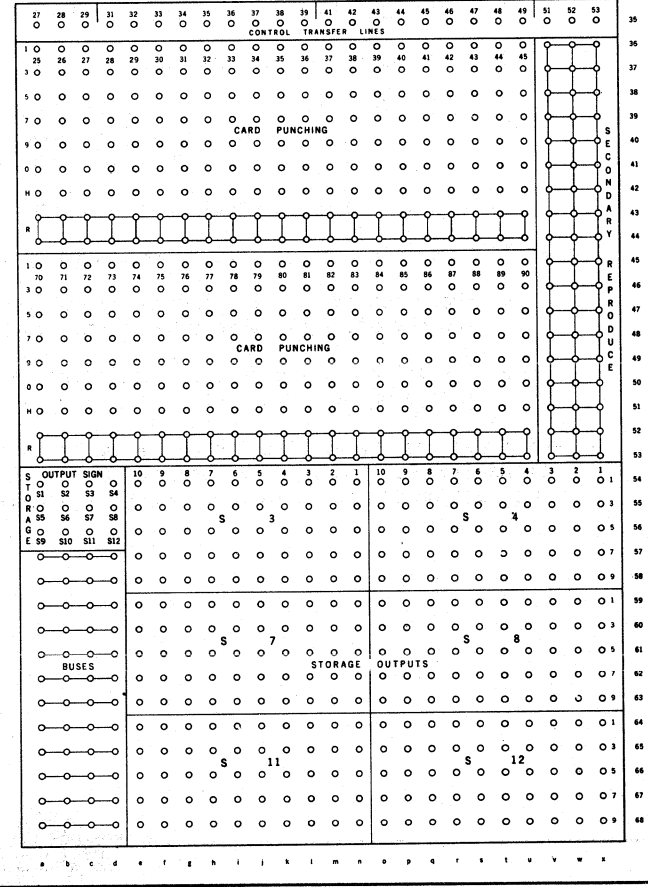 27 28 29 31 32 33 34 35 36 37 38 39 41 42 43 44 45 46 47 48 49 51 52 53
35
CONTROL TRANSFER LINES
1 36
25 26 27 28 29 30 31 32 33 34 35 36 37 38 39 40 41 42 43 44 45
3 37
5 38
7 39
CARD PUNCHING
9 40
0 41
H 42
R 43
44
SECONDARY REPRODUCE
1 45
70 71 72 73 74 75 76 77 78 79 80 81 82 83 84 85 86 87 88 89 90
3 46
5 47
7 48
CARD PUNCHING
9 49
0 50
H 51
R 52
53
STORAGE
OUTPUT SIGN
10 9 8 7 6 5 4 3 2 1 10 9 8 7 6 5 4 3 2 1
1 54
S1 S2 S3 S4
3 55
S5 S6 S7 S8
S 3 S 4
5 56
S9 S10 S11 S12
7 57
9 58
1 59
3 60
S 7 S 8
5 61
BUSES
STORAGE OUTPUTS
7 62
9 63
1 64
3 65
S 11 S 12
5 66
7 67
9 68
a b c d e f g h i j k l m n o p q r s t u v w x